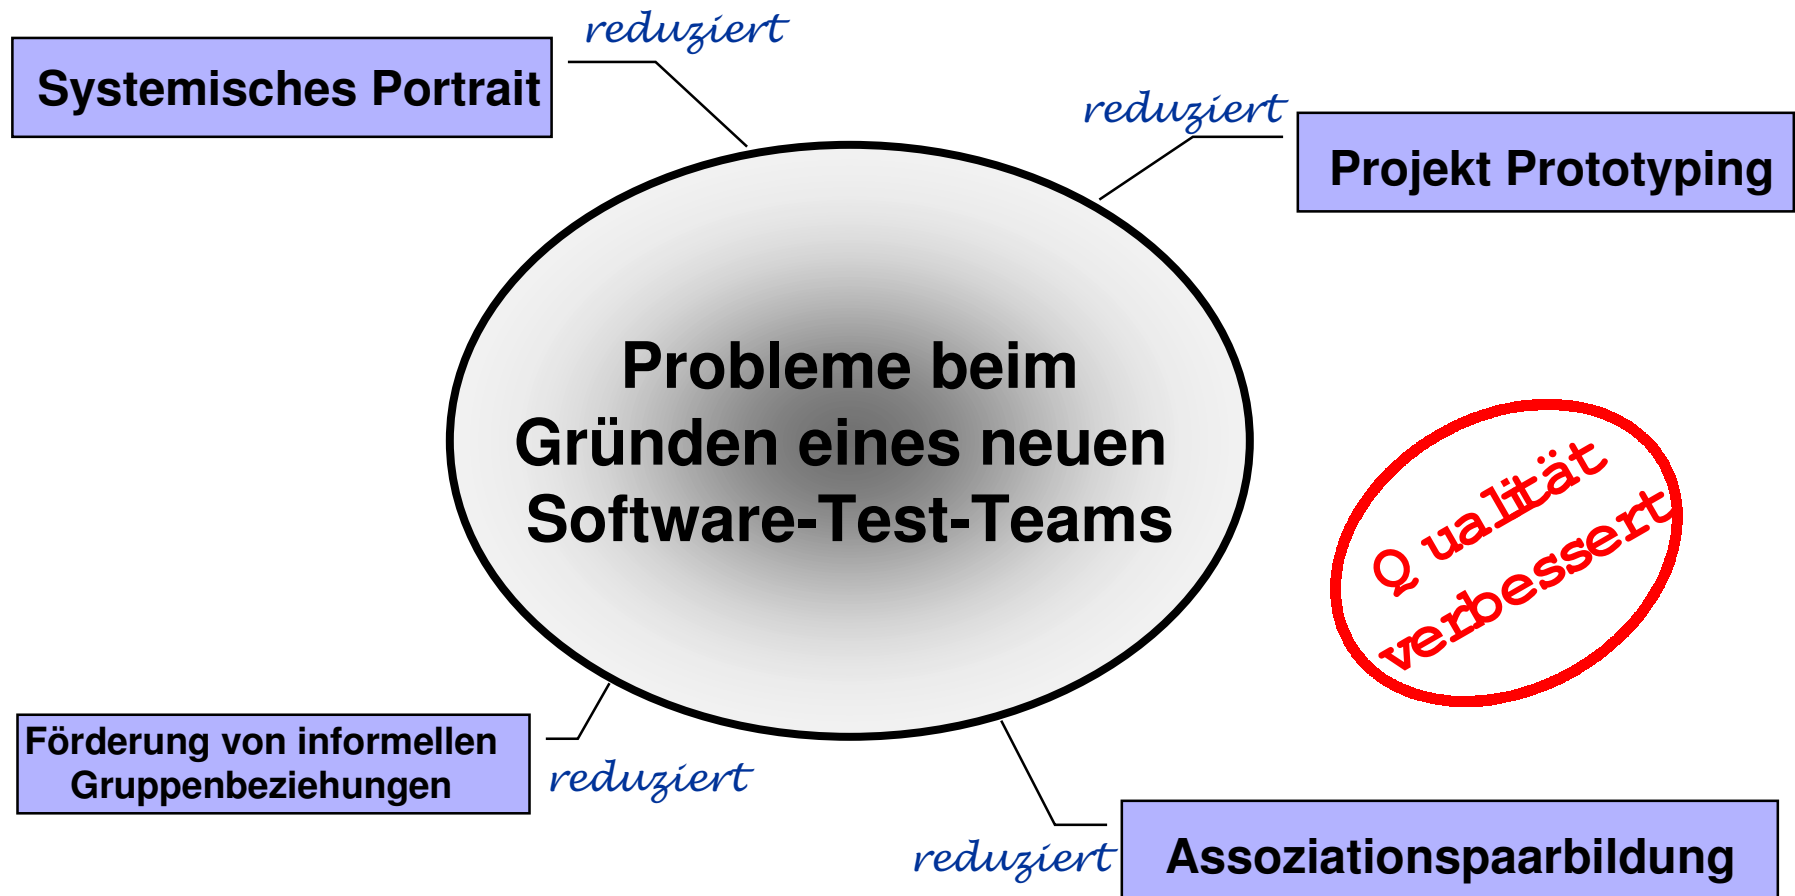 reduziert
Systemisches Portrait
reduziert
Projekt Prototyping
Probleme beim
Gründen eines neuen
Software-Test-Teams
Qualität
verbessert
Förderung von informellen
Gruppenbeziehungen
reduziert
reduziert
Assoziationspaarbildung